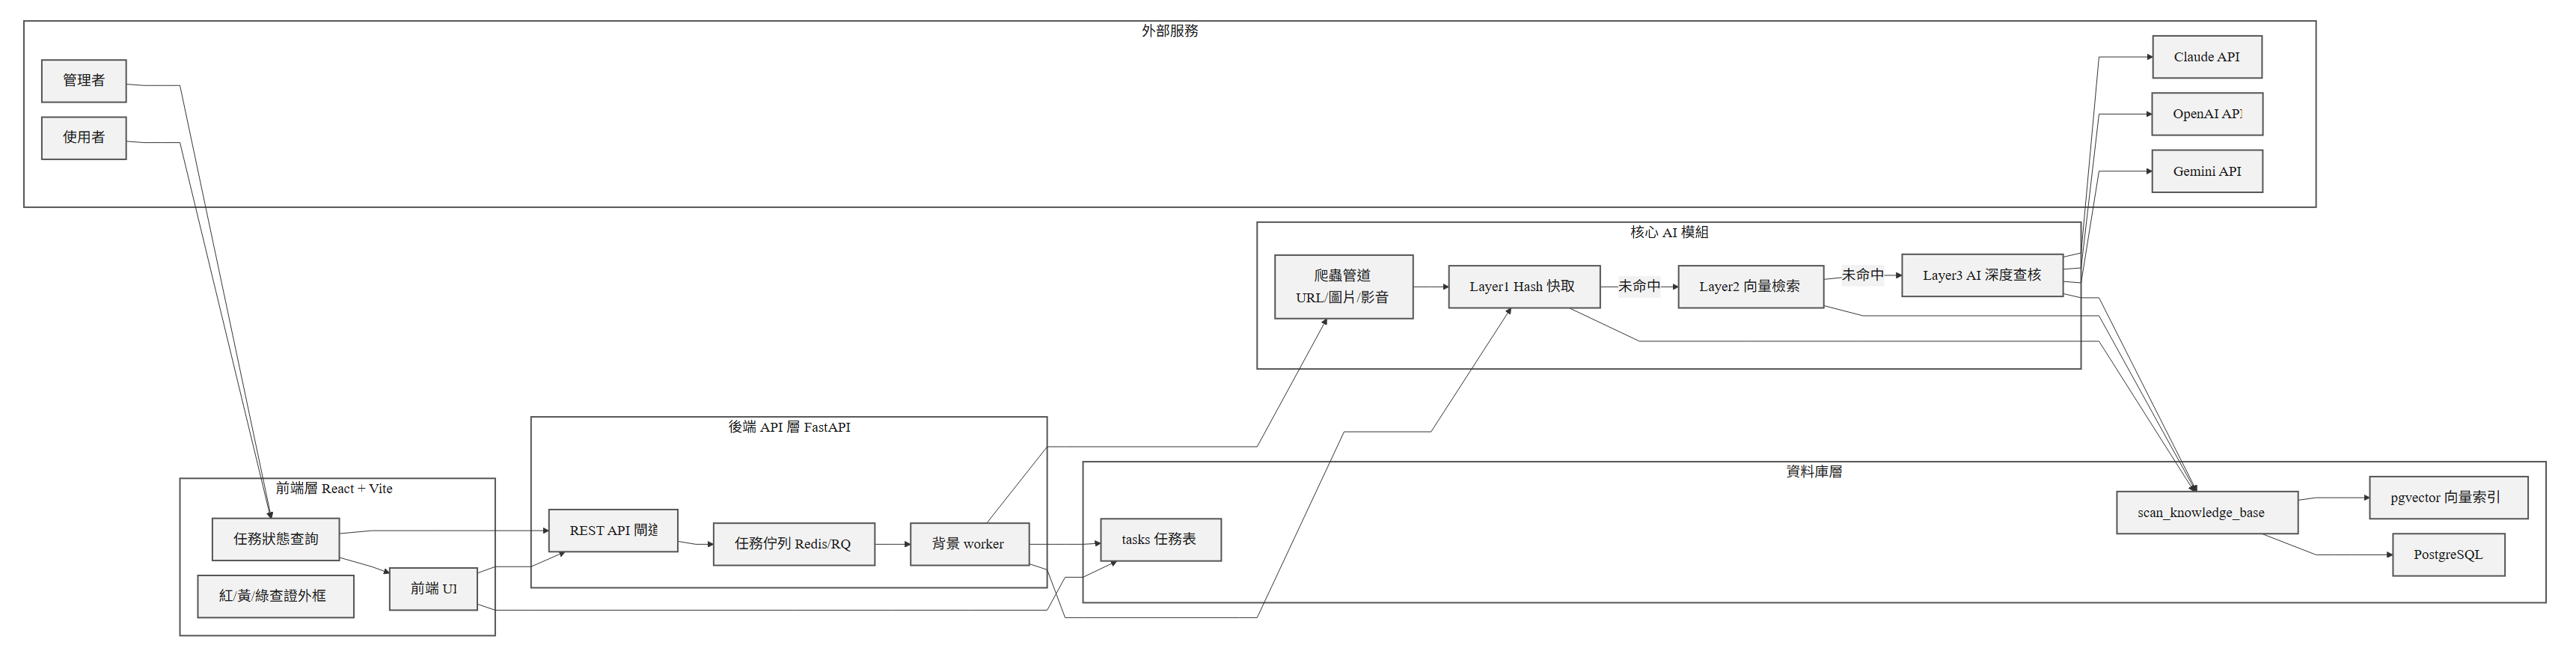 外部服務
管理者
使用者
Claude API
OpenAI API
Gemini API
核心 AI 模組
爬蟲管道
URL/圖片/影音
Layer1 Hash 快取
未命中
Layer2 向量檢索
未命中
Layer3 AI 深度查核
後端 API 層 FastAPI
REST API 閘道
任務佇列 Redis/RQ
背景 worker
前端層 React + Vite
任務狀態查詢
前端 UI
紅/黃/綠查證外框
資料庫層
tasks 任務表
scan_knowledge_base
pgvector 向量索引
PostgreSQL